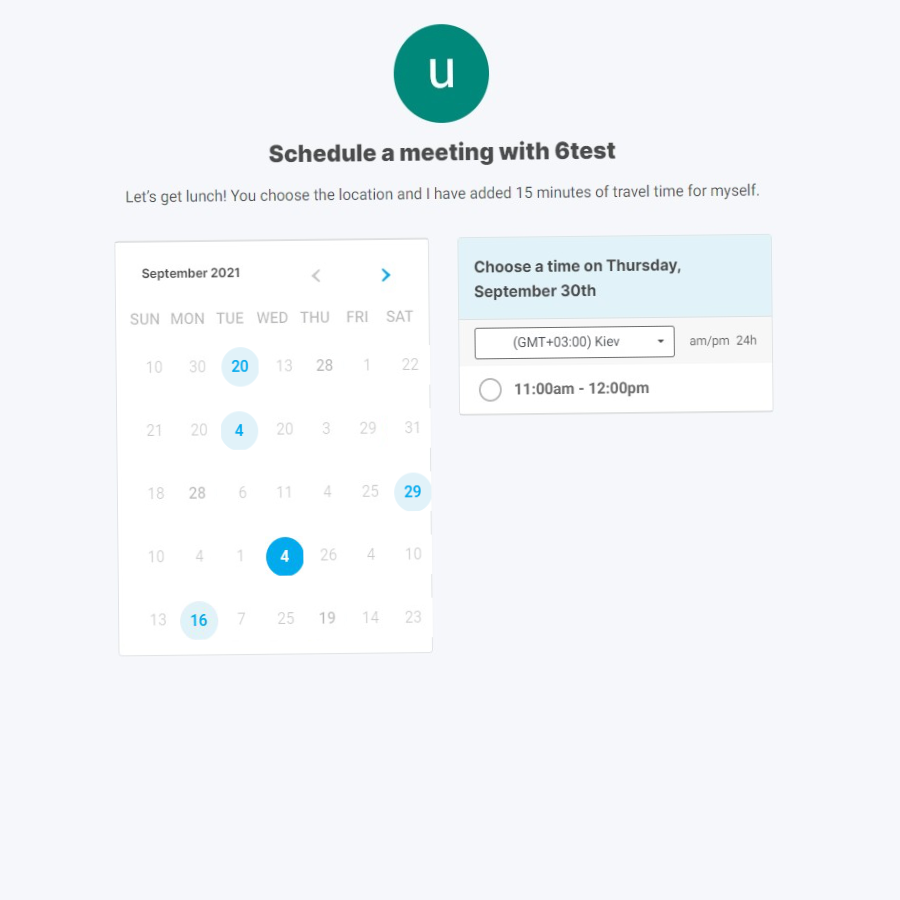 u
Schedule a meeting with 6test
Let's get lunch! You choose the location and I have added 15 minutes of travel time for myself.
September 2021
SUN MON TUE WED THU FRI SAT
10 30 20 13 28 1 22
21 20 4 20 3 29 31
18 28 6 11 4 25 29
10 4 1 4 26 4 10
13 16 7 25 19 14 23
Choose a time on Thursday,
September 30th
(GMT+03:00) Kiev am/pm 24h
11:00am - 12:00pm